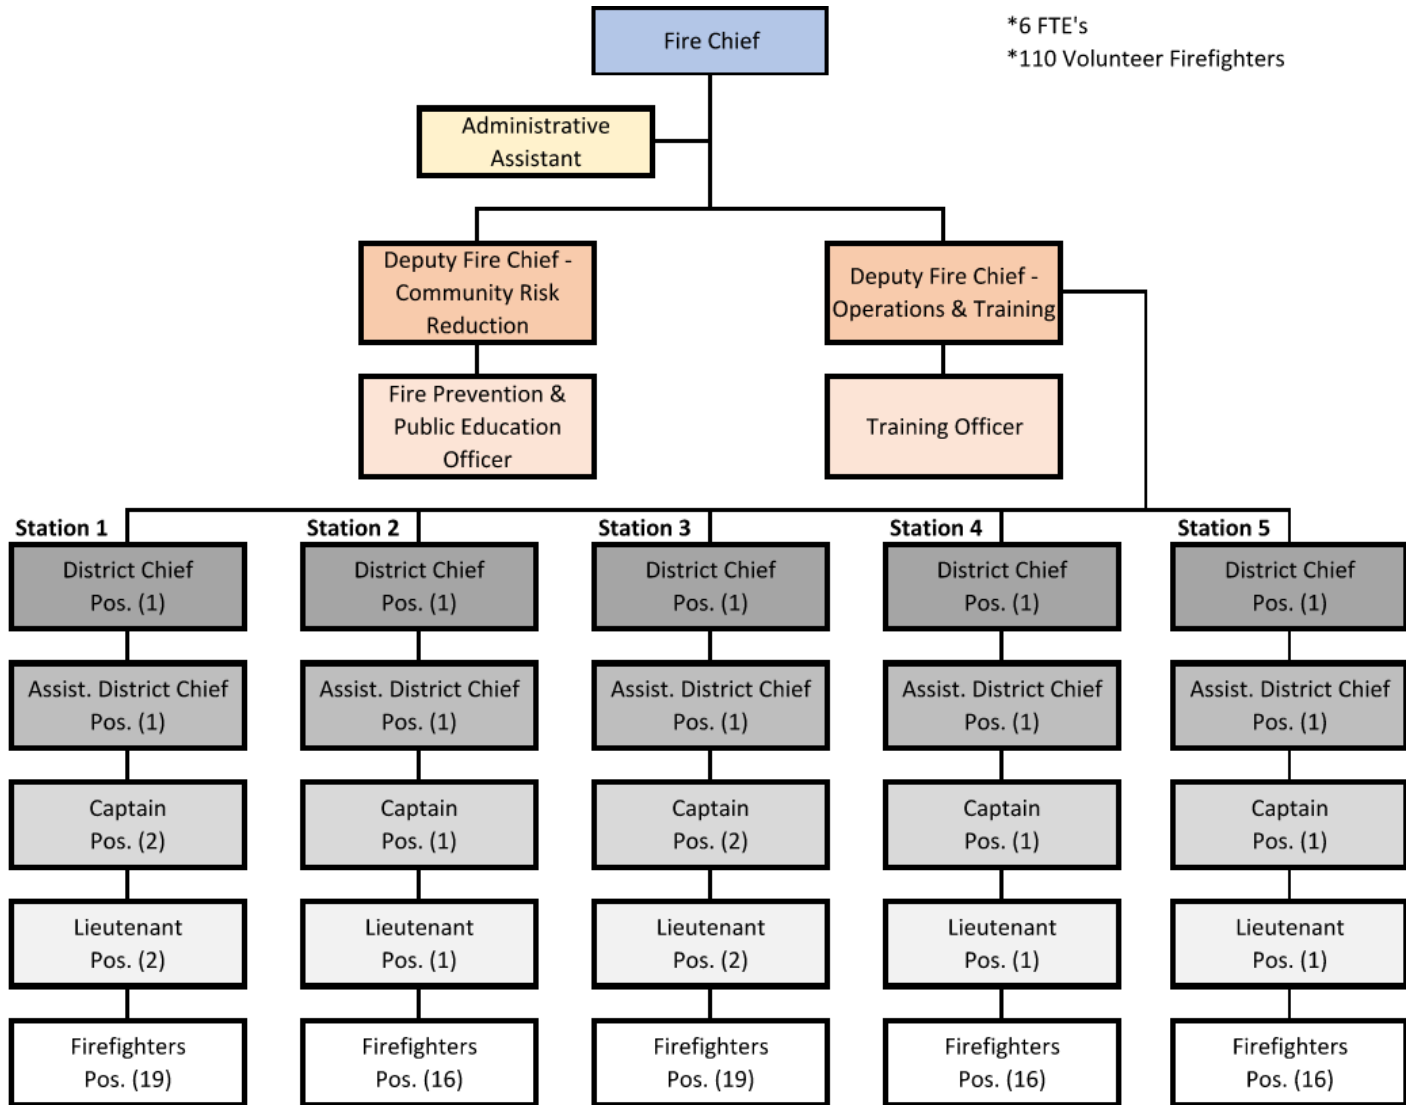 Fire Chief
*6 FTE's
*110 Volunteer Firefighters
Administrative
Assistant
Deputy Fire Chief -
Community Risk
Reduction
Deputy Fire Chief -
Operations & Training
Fire Prevention &
Public Education
Officer
Training Officer
Station 1
Station 2
Station 3
Station 4
Station 5
District Chief
Pos. (1)
District Chief
Pos. (1)
District Chief
Pos. (1)
District Chief
Pos. (1)
District Chief
Pos. (1)
Assist. District Chief
Pos. (1)
Assist. District Chief
Pos. (1)
Assist. District Chief
Pos. (1)
Assist. District Chief
Pos. (1)
Assist. District Chief
Pos. (1)
Captain
Pos. (2)
Captain
Pos. (1)
Captain
Pos. (2)
Captain
Pos. (1)
Captain
Pos. (1)
Lieutenant
Pos. (2)
Lieutenant
Pos. (1)
Lieutenant
Pos. (2)
Lieutenant
Pos. (1)
Lieutenant
Pos. (1)
Firefighters
Pos. (19)
Firefighters
Pos. (16)
Firefighters
Pos. (19)
Firefighters
Pos. (16)
Firefighters
Pos. (16)